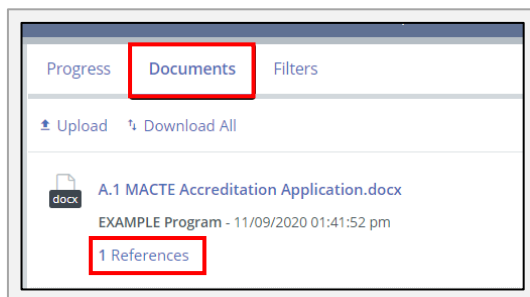 Progress Documents Filters
Upload Download All
docx
A.1 MACTE Accreditation Application.docx
EXAMPLE Program - 11/09/2020 01:41:52 pm
1 References